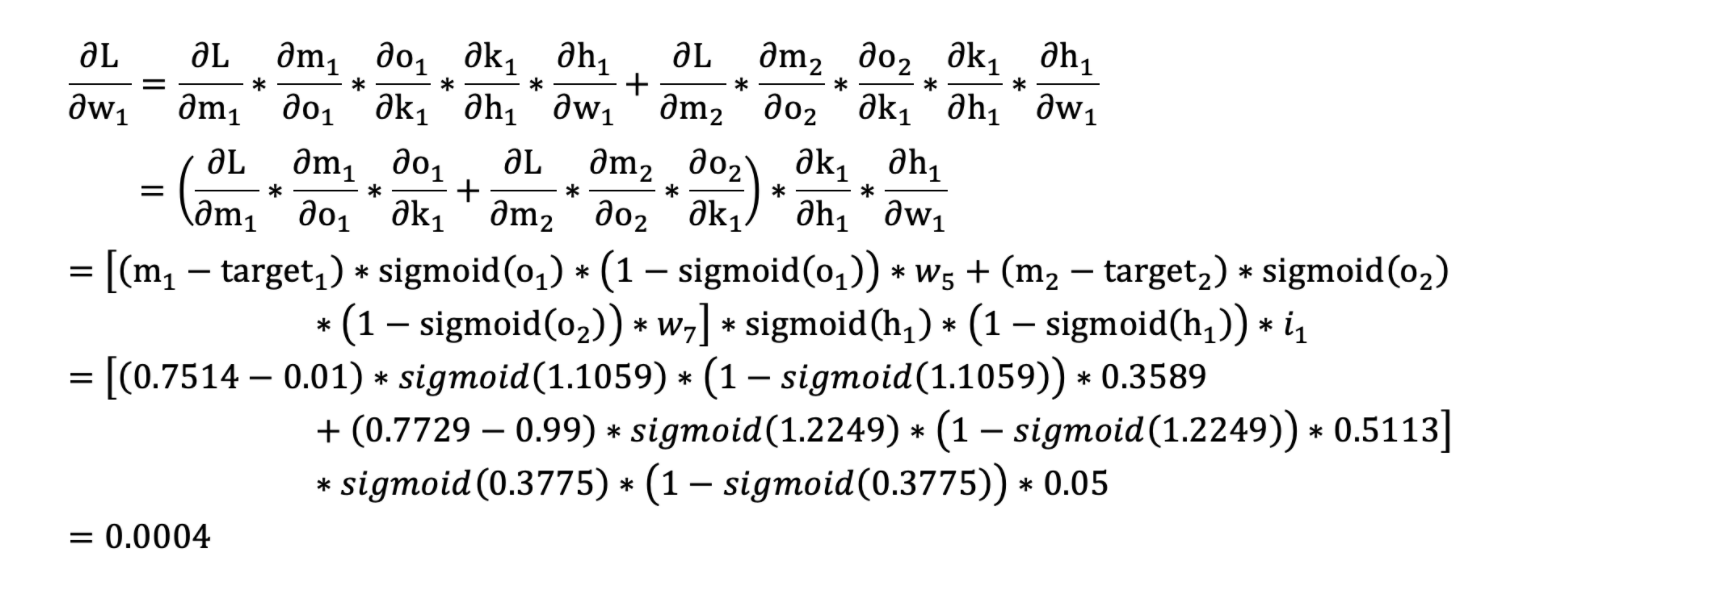 ∂L/∂w₁ = ∂L/∂m₁ * ∂m₁/∂o₁ * ∂o₁/∂k₁ * ∂k₁/∂h₁ * ∂h₁/∂w₁ + ∂L/∂m₂ * ∂m₂/∂o₂ * ∂o₂/∂k₁ * ∂k₁/∂h₁ * ∂h₁/∂w₁
= (∂L/∂m₁ * ∂m₁/∂o₁ * ∂o₁/∂k₁ + ∂L/∂m₂ * ∂m₂/∂o₂ * ∂o₂/∂k₁) * ∂k₁/∂h₁ * ∂h₁/∂w₁
= [(m₁ − target₁) * sigmoid(o₁) * (1 − sigmoid(o₁)) * w₅ + (m₂ − target₂) * sigmoid(o₂)
* (1 − sigmoid(o₂)) * w₇] * sigmoid(h₁) * (1 − sigmoid(h₁)) * i₁
= [(0.7514 − 0.01) * sigmoid(1.1059) * (1 − sigmoid(1.1059)) * 0.3589
+ (0.7729 − 0.99) * sigmoid(1.2249) * (1 − sigmoid(1.2249)) * 0.5113]
* sigmoid(0.3775) * (1 − sigmoid(0.3775)) * 0.05
= 0.0004